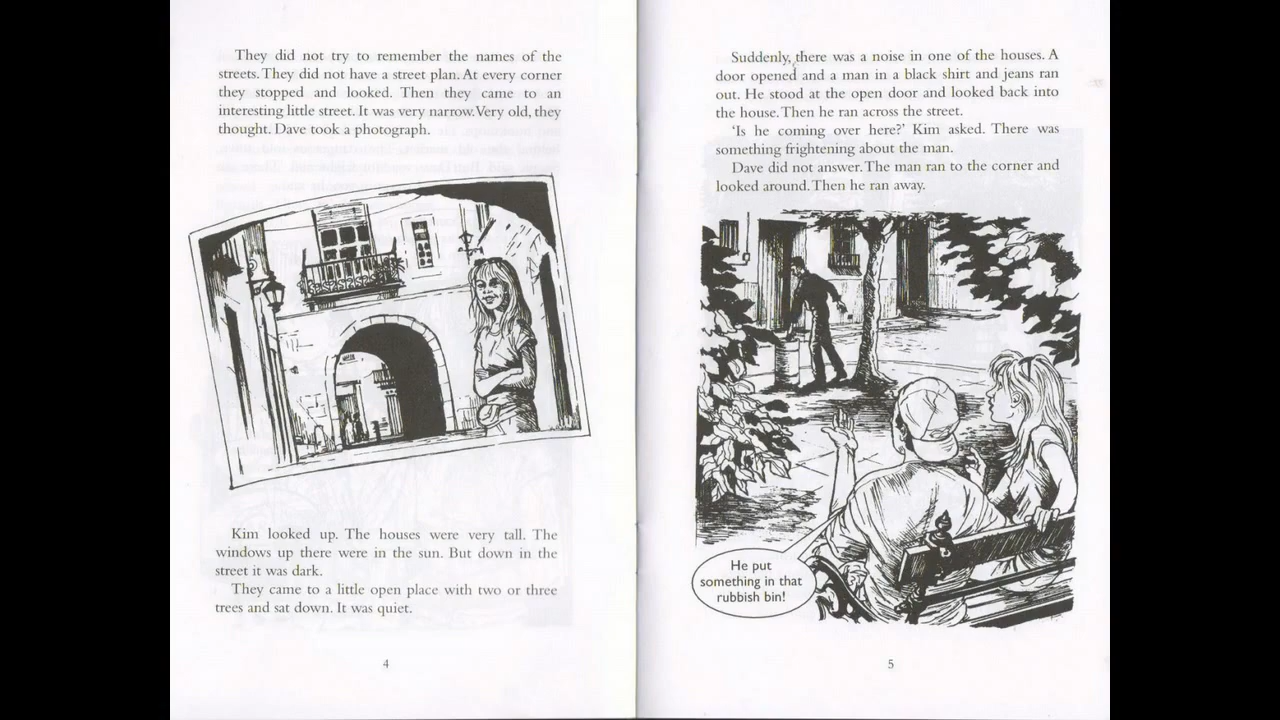 They did not try to remember the names of the
streets. They did not have a street plan. At every corner
they stopped and looked. Then they came to an
interesting little street. It was very narrow. Very old, they
thought. Dave took a photograph.
Kim looked up. The houses were very tall. The
windows up there were in the sun. But down in the
street it was dark.
They came to a little open place with two or three
trees and sat down. It was quiet.
4
Suddenly, there was a noise in one of the houses. A
door opened and a man in a black shirt and jeans ran
out. He stood at the open door and looked back into
the house. Then he ran across the street.
‘Is he coming over here?’ Kim asked. There was
something frightening about the man.
Dave did not answer. The man ran to the corner and
looked around. Then he ran away.
He put
something in that
rubbish bin!
5